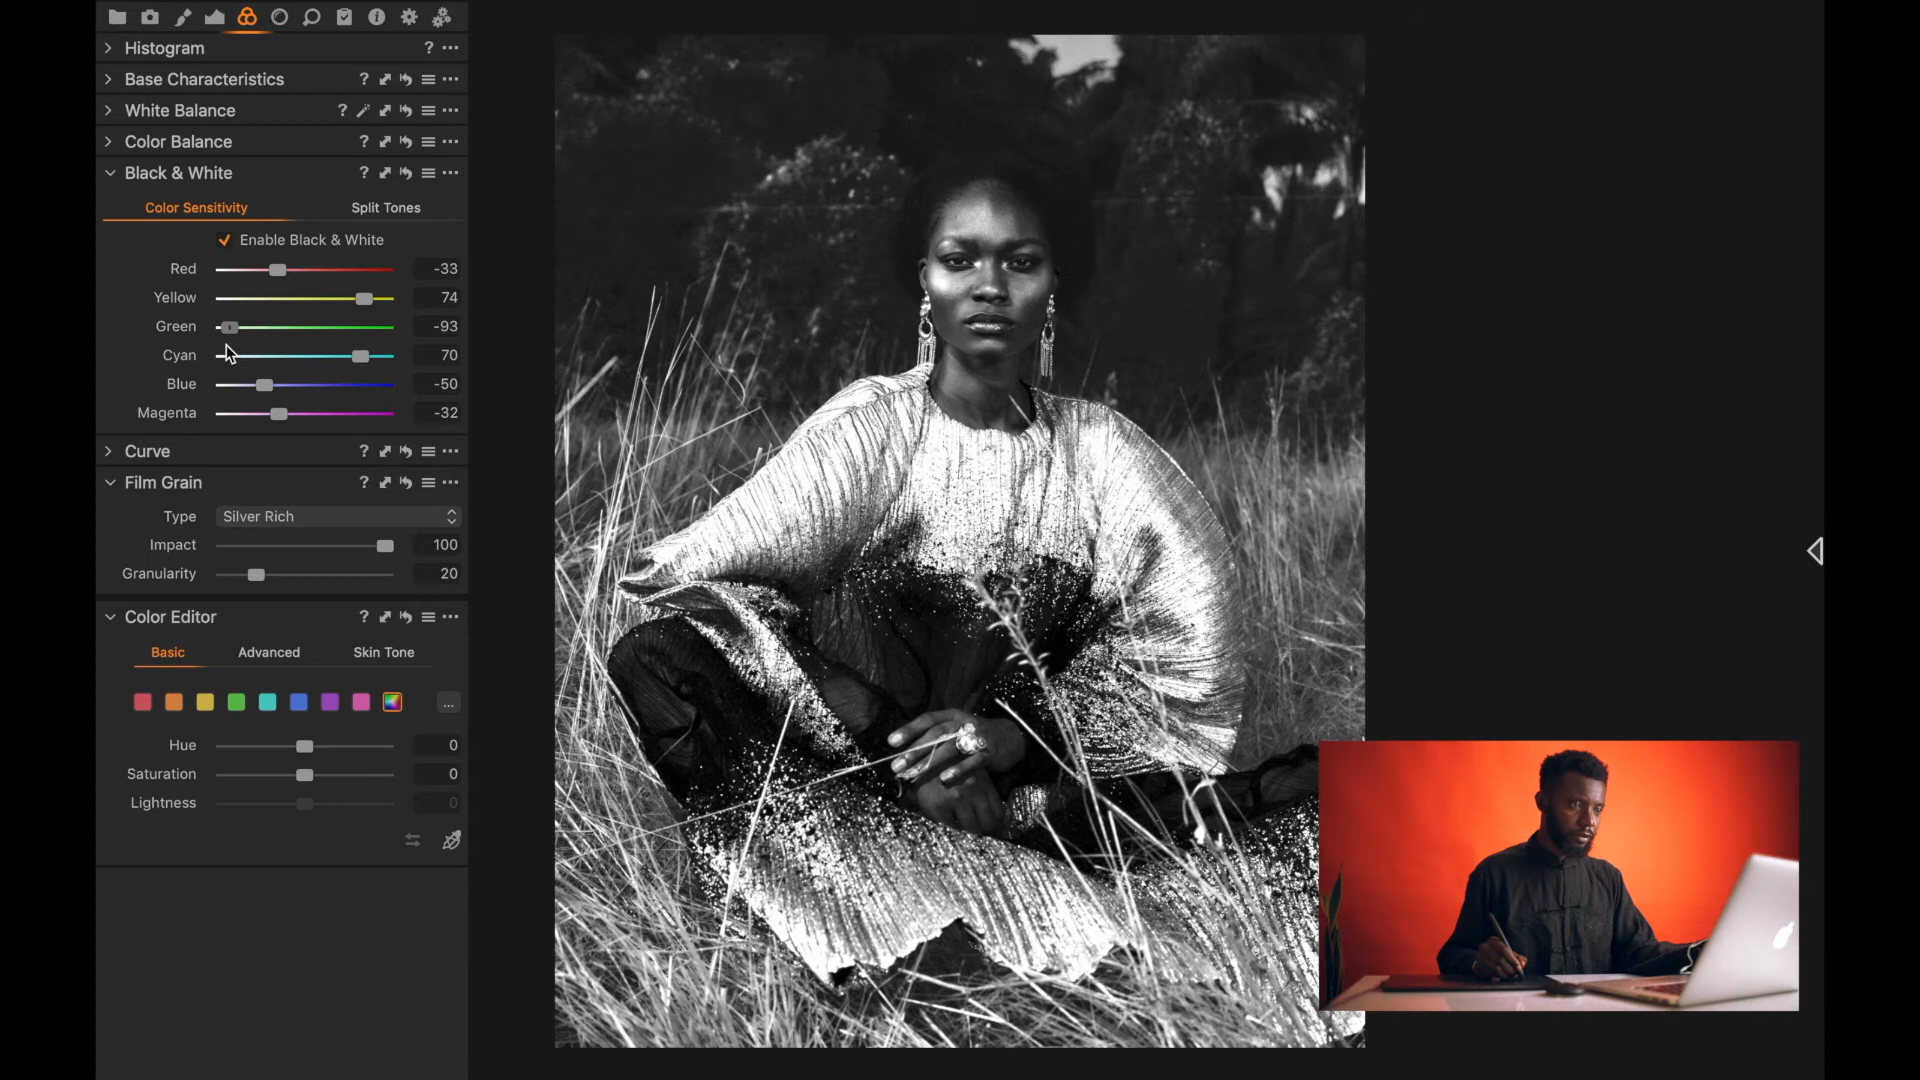 Histogram ? ...
Base Characteristics ? ...
White Balance ? ...
Color Balance ? ...
Black & White ? ...
Color Sensitivity Split Tones
Enable Black & White
Red -33
Yellow 74
Green -93
Cyan 70
Blue -50
Magenta -32
Curve ? ...
Film Grain ? ...
Type Silver Rich
Impact 100
Granularity 20
Color Editor ? ...
Basic Advanced Skin Tone
...
Hue 0
Saturation 0
Lightness 0